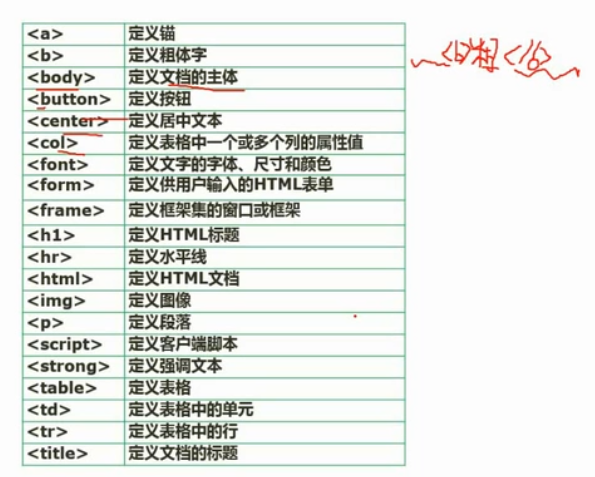 <a> 定义锚
<b> 定义粗体字
<b>粗</b>
<body> 定义文档的主体
<button> 定义按钮
<center> 定义居中文本
<col> 定义表格中一个或多个列的属性值
<font> 定义文字的字体、尺寸和颜色
<form> 定义供用户输入的HTML表单
<frame> 定义框架集的窗口或框架
<h1> 定义HTML标题
<hr> 定义水平线
<html> 定义HTML文档
<img> 定义图像
<p> 定义段落
<script> 定义客户端脚本
<strong> 定义强调文本
<table> 定义表格
<td> 定义表格中的单元
<tr> 定义表格中的行
<title> 定义文档的标题